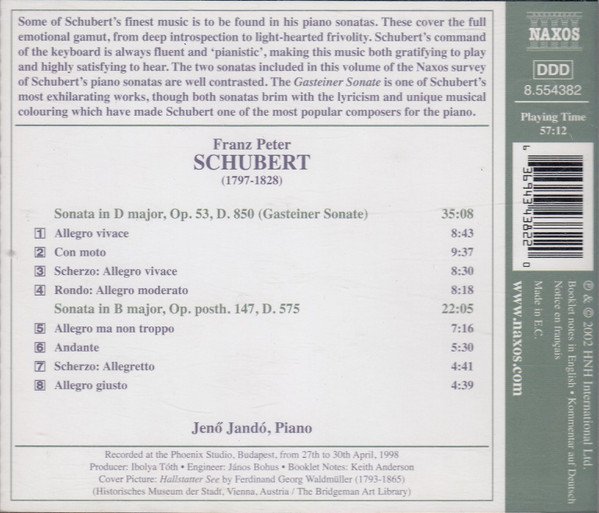 Some of Schubert's finest music is to be found in his piano sonatas. These cover the full
emotional gamut, from deep introspection to light-hearted frivolity. Schubert's command
of the keyboard is always fluent and 'pianistic', making this music both gratifying to play
and highly satisfying to hear. The two sonatas included in this volume of the Naxos survey
of Schubert's piano sonatas are well contrasted. The Gasteiner Sonate is one of Schubert's
most exhilarating works, though both sonatas brim with the lyricism and unique musical
colouring which have made Schubert one of the most popular composers for the piano.
Franz Peter
SCHUBERT
(1797-1828)
Sonata in D major, Op. 53, D. 850 (Gasteiner Sonate) 35:08
1 Allegro vivace 8:43
2 Con moto 9:37
3 Scherzo: Allegro vivace 8:30
4 Rondo: Allegro moderato 8:18
Sonata in B major, Op. posth. 147, D. 575 22:05
5 Allegro ma non troppo 7:16
6 Andante 5:30
7 Scherzo: Allegretto 4:41
8 Allegro giusto 4:39
Jenő Jandó, Piano
Recorded at the Phoenix Studio, Budapest, from 27th to 30th April, 1998
Producer: Ibolya Tóth • Engineer: János Bohus • Booklet Notes: Keith Anderson
Cover Picture: Hallstatter See by Ferdinand Georg Waldmüller (1793-1865)
(Historisches Museum der Stadt, Vienna, Austria / The Bridgeman Art Library)
NAXOS
DDD
8.554382
Playing Time
57:12
6 36943 43822 0
℗ & © 2002 HNH International Ltd.
Booklet notes in English • Kommentar auf Deutsch
Notice en français
Made in E.C.
www.naxos.com